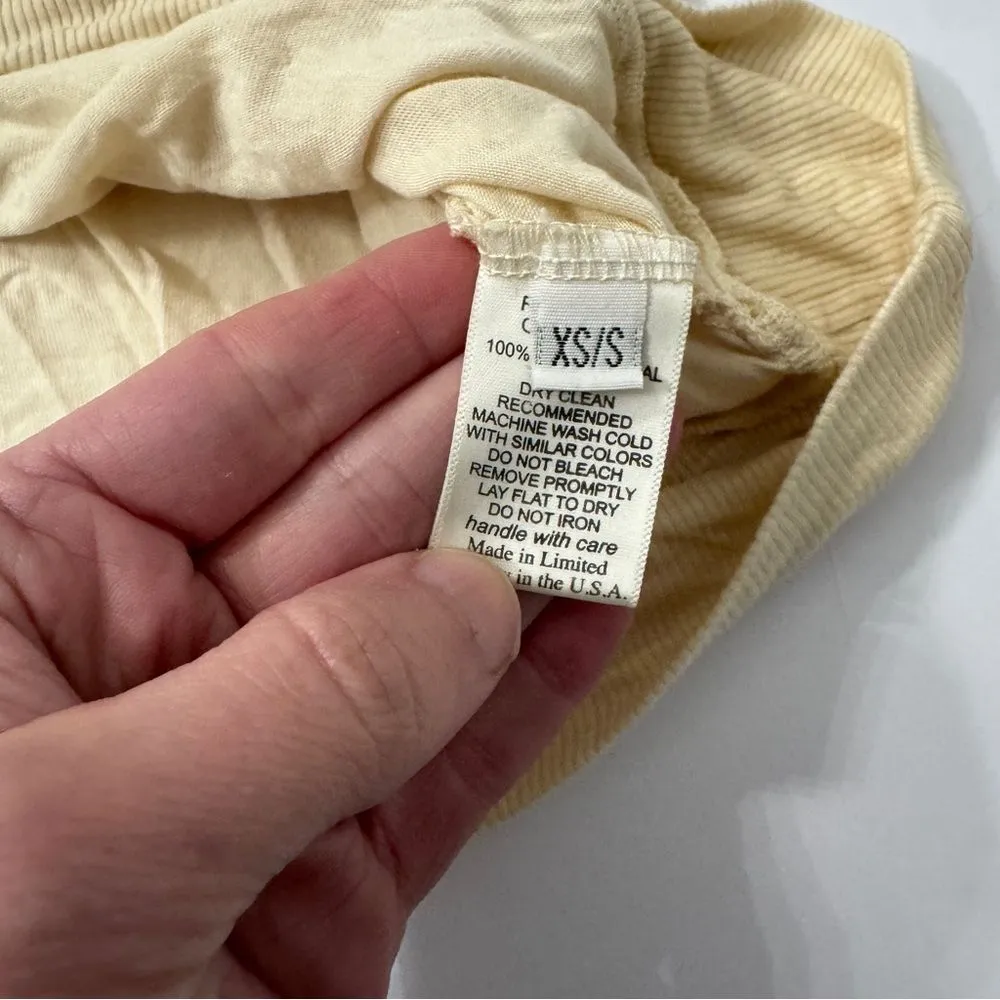 XS/S
100%
DRY CLEAN
RECOMMENDED
MACHINE WASH COLD
WITH SIMILAR COLORS
DO NOT BLEACH
REMOVE PROMPTLY
LAY FLAT TO DRY
DO NOT IRON
handle with care
Made in Limited
in the U.S.A.